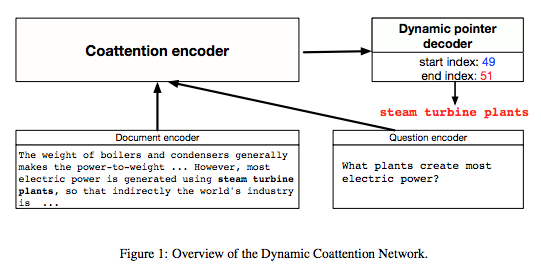 Coattention encoder
Dynamic pointer
decoder
start index: 49
end index: 51
steam turbine plants
Document encoder
The weight of boilers and condensers generally
makes the power-to-weight ... However, most
electric power is generated using steam turbine
plants, so that indirectly the world's industry
is ...
Question encoder
What plants create most
electric power?
Figure 1: Overview of the Dynamic Coattention Network.